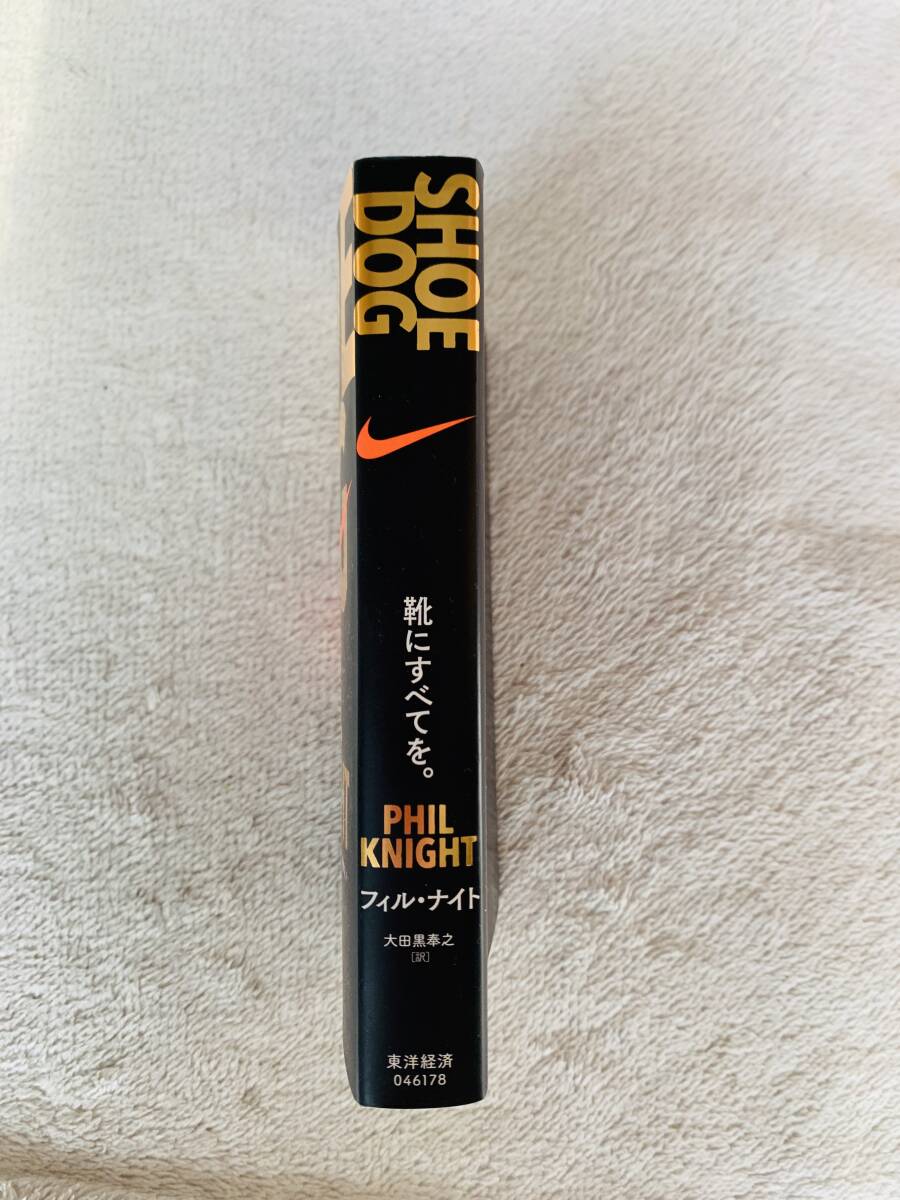 SHOE
DOG
靴にすべてを。
PHIL
KNIGHT
フィル・ナイト
大田黒奉之
[訳]
東洋経済
046178